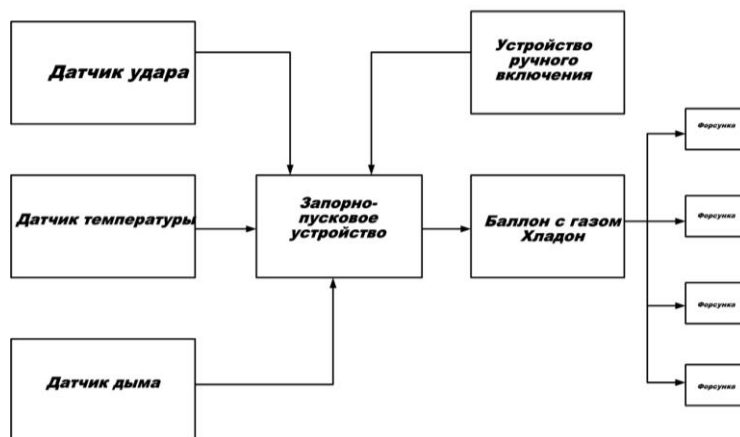 Датчик удара
Устройство
ручного
включения
Форсунка
Датчик температуры
Запорно-
пусковое
устройство
Баллон с газом
Хладон
Форсунка
Форсунка
Датчик дыма
Форсунка